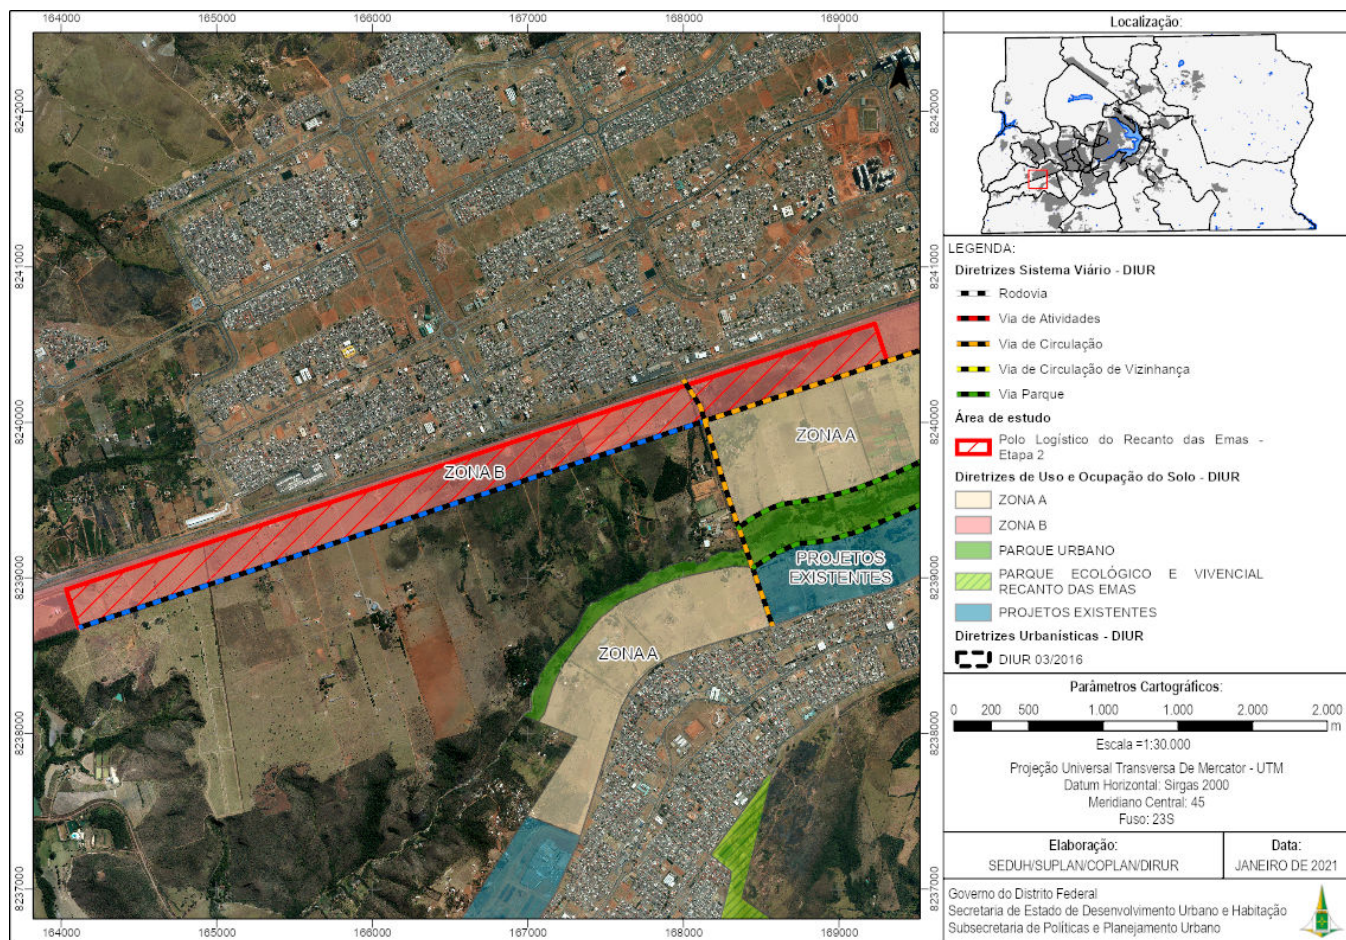 164000
165000
166000
167000
168000
169000
8242000
8241000
8240000
8239000
8238000
8237000
8242000
8241000
8240000
8239000
8238000
8237000
ZONA B
ZONA A
PROJETOS
EXISTENTES
ZONA A
164000
165000
166000
167000
168000
169000
Localização:
LEGENDA:
Diretrizes Sistema Viário - DIUR
Rodovia
Via de Atividades
Via de Circulação
Via de Circulação de Vizinhança
Via Parque
Área de estudo
Polo Logístico do Recanto das Emas -
Etapa 2
Diretrizes de Uso e Ocupação do Solo - DIUR
ZONA A
ZONA B
PARQUE URBANO
PARQUE ECOLÓGICO E VIVENCIAL
RECANTO DAS EMAS
PROJETOS EXISTENTES
Diretrizes Urbanísticas - DIUR
DIUR 03/2016
Parâmetros Cartográficos:
0 200 500 1.000 1.000 2.000 2.000
m
Escala =1:30.000
Projeção Universal Transversa De Mercator - UTM
Datum Horizontal: Sirgas 2000
Meridiano Central: 45
Fuso: 23S
Elaboração:
SEDUH/SUPLAN/COPLAN/DIRUR
Data:
JANEIRO DE 2021
Governo do Distrito Federal
Secretaria de Estado de Desenvolvimento Urbano e Habitação
Subsecretaria de Políticas e Planejamento Urbano